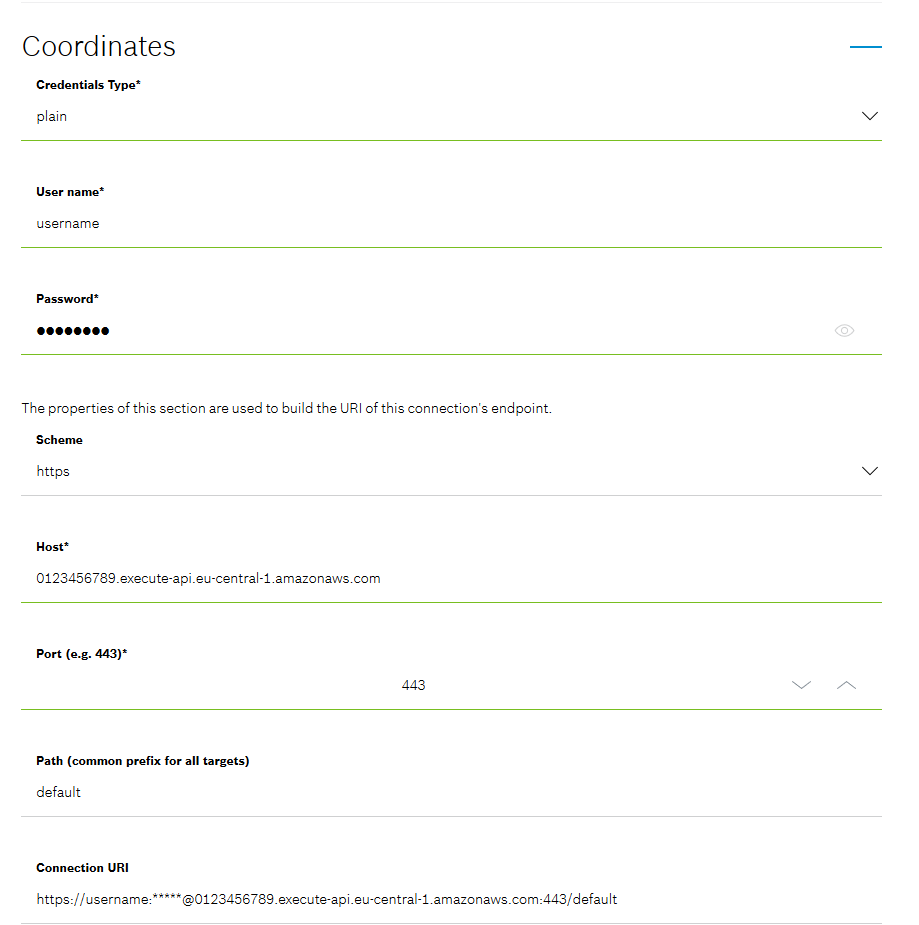 Coordinates
Credentials Type*
plain
User name*
username
Password*
●●●●●●●●
The properties of this section are used to build the URI of this connection's endpoint.
Scheme
https
Host*
0123456789.execute-api.eu-central-1.amazonaws.com
Port (e.g. 443)*
443
Path (common prefix for all targets)
default
Connection URI
https://username:*****@0123456789.execute-api.eu-central-1.amazonaws.com:443/default